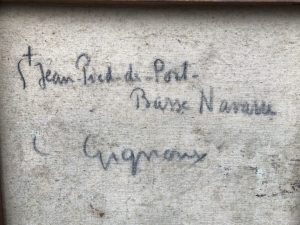 St Jean-Pied-de-Port-
Basse Navarre
Gignoux